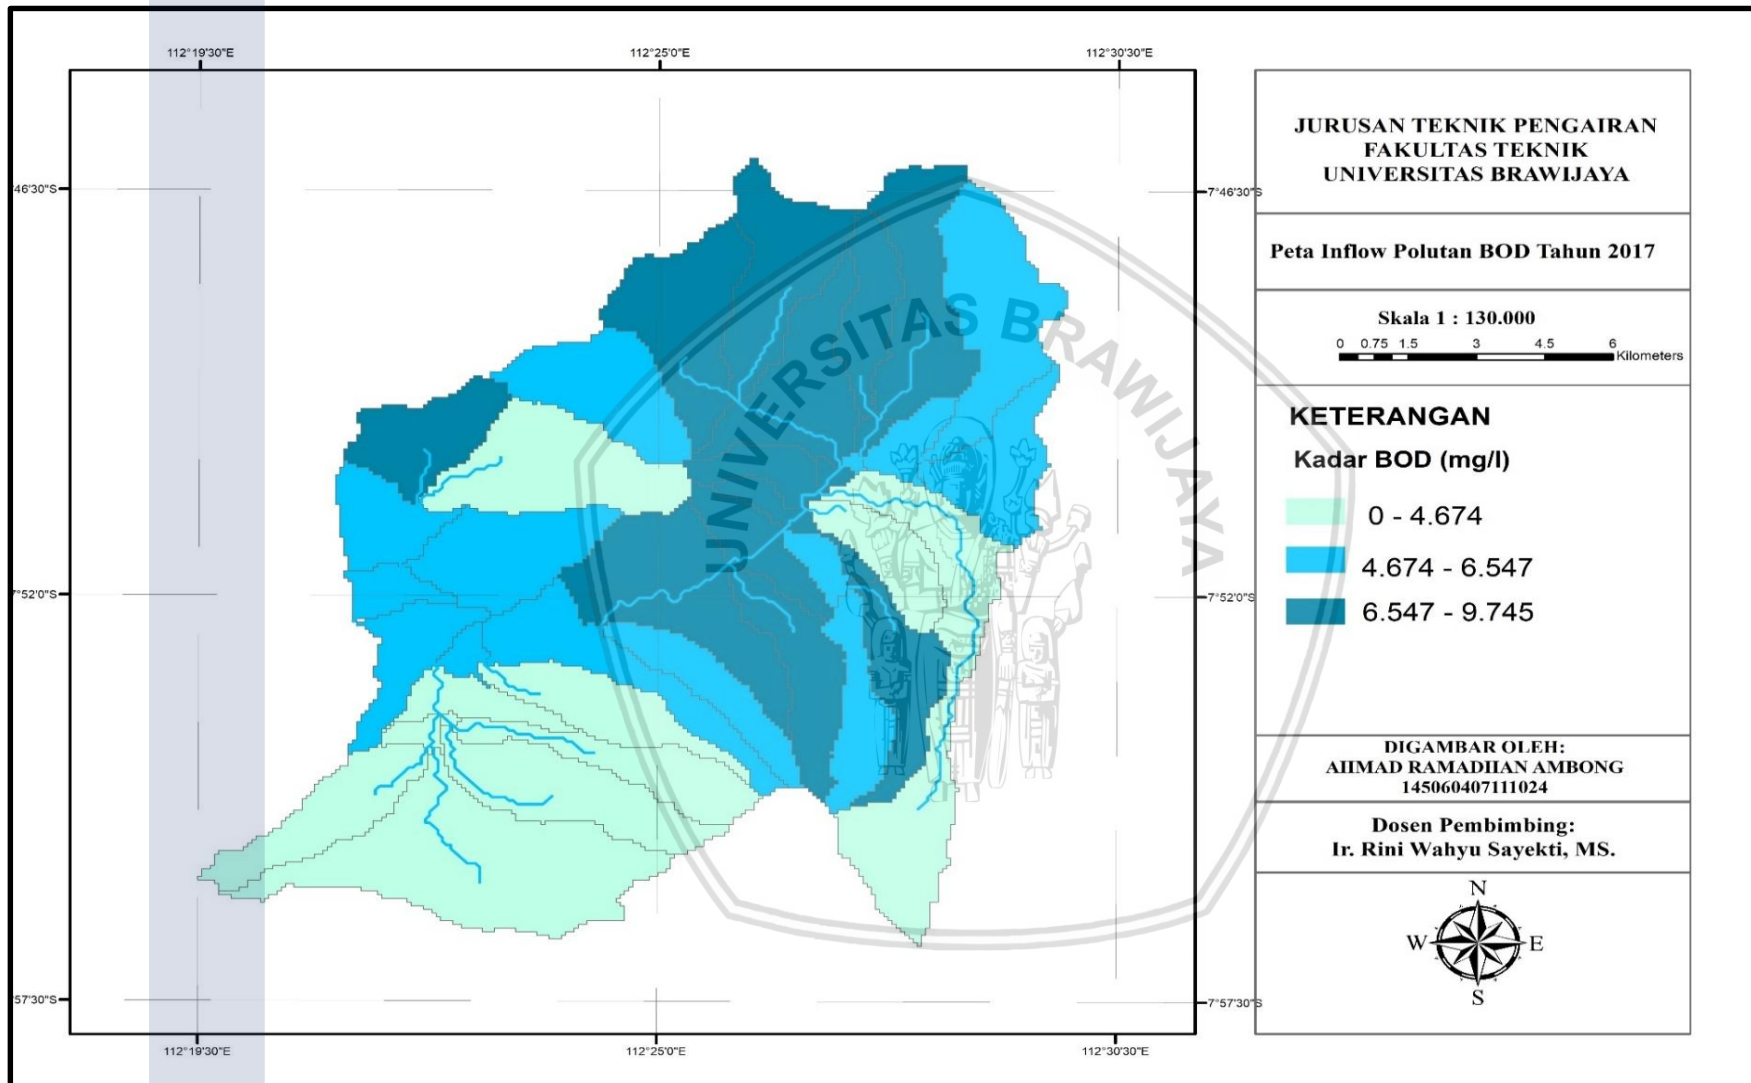 112°19'30"E
112°25'0"E
112°30'30"E
°46'30"S
7°46'30"S
7°52'0"S
7°52'0"S
°57'30"S
7°57'30"S
112°19'30"E
112°25'0"E
112°30'30"E
UNIVERSITAS BRAWIJAYA
JURUSAN TEKNIK PENGAIRAN
FAKULTAS TEKNIK
UNIVERSITAS BRAWIJAYA
Peta Inflow Polutan BOD Tahun 2017
Skala 1 : 130.000
0 0.75 1.5 3 4.5 6
Kilometers
KETERANGAN
Kadar BOD (mg/l)
0 - 4.674
4.674 - 6.547
6.547 - 9.745
DIGAMBAR OLEH:
AHMAD RAMADHAN AMBONG
145060407111024
Dosen Pembimbing:
Ir. Rini Wahyu Sayekti, MS.
N
W E
S